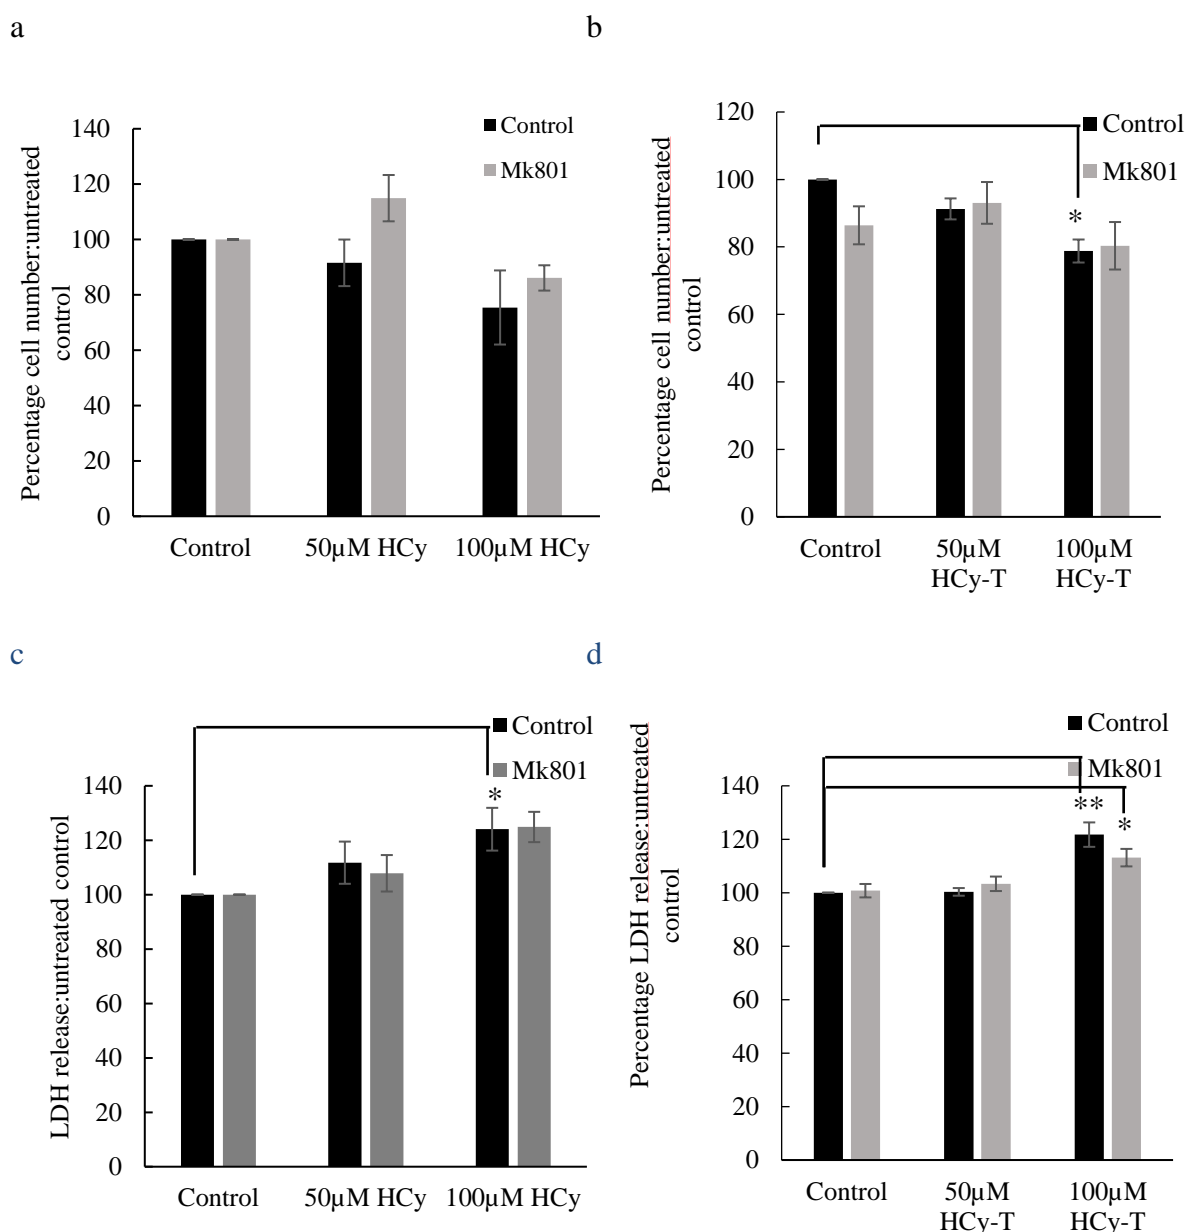 a
Percentage cell number:untreated
control
140
120
100
80
60
40
20
0
Control
Mk801
Control
50µM HCy
100µM HCy
b
Percentage cell number:untreated
control
120
100
80
60
40
20
0
Control
Mk801
*
Control
50µM
HCy-T
100µM
HCy-T
c
LDH release:untreated control
140
120
100
80
60
40
20
0
Control
Mk801
*
Control
50µM HCy
100µM HCy
d
Percentage LDH release:untreated
control
140
120
100
80
60
40
20
0
Control
Mk801
**
*
Control
50µM
HCy-T
100µM
HCy-T